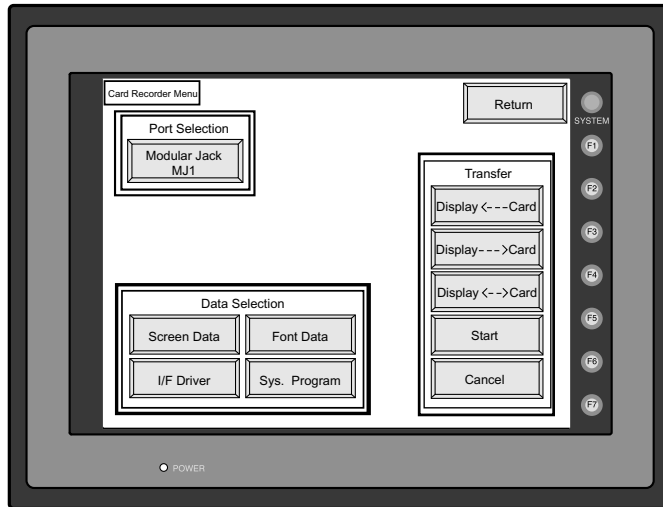 Card Recorder Menu
Return
SYSTEM
Port Selection
Modular Jack
MJ1
F1
Transfer
F2
Display <---Card
F3
Display--->Card
F4
Display <-->Card
Data Selection
F5
Screen Data
Font Data
Start
F6
I/F Driver
Sys. Program
Cancel
F7
POWER